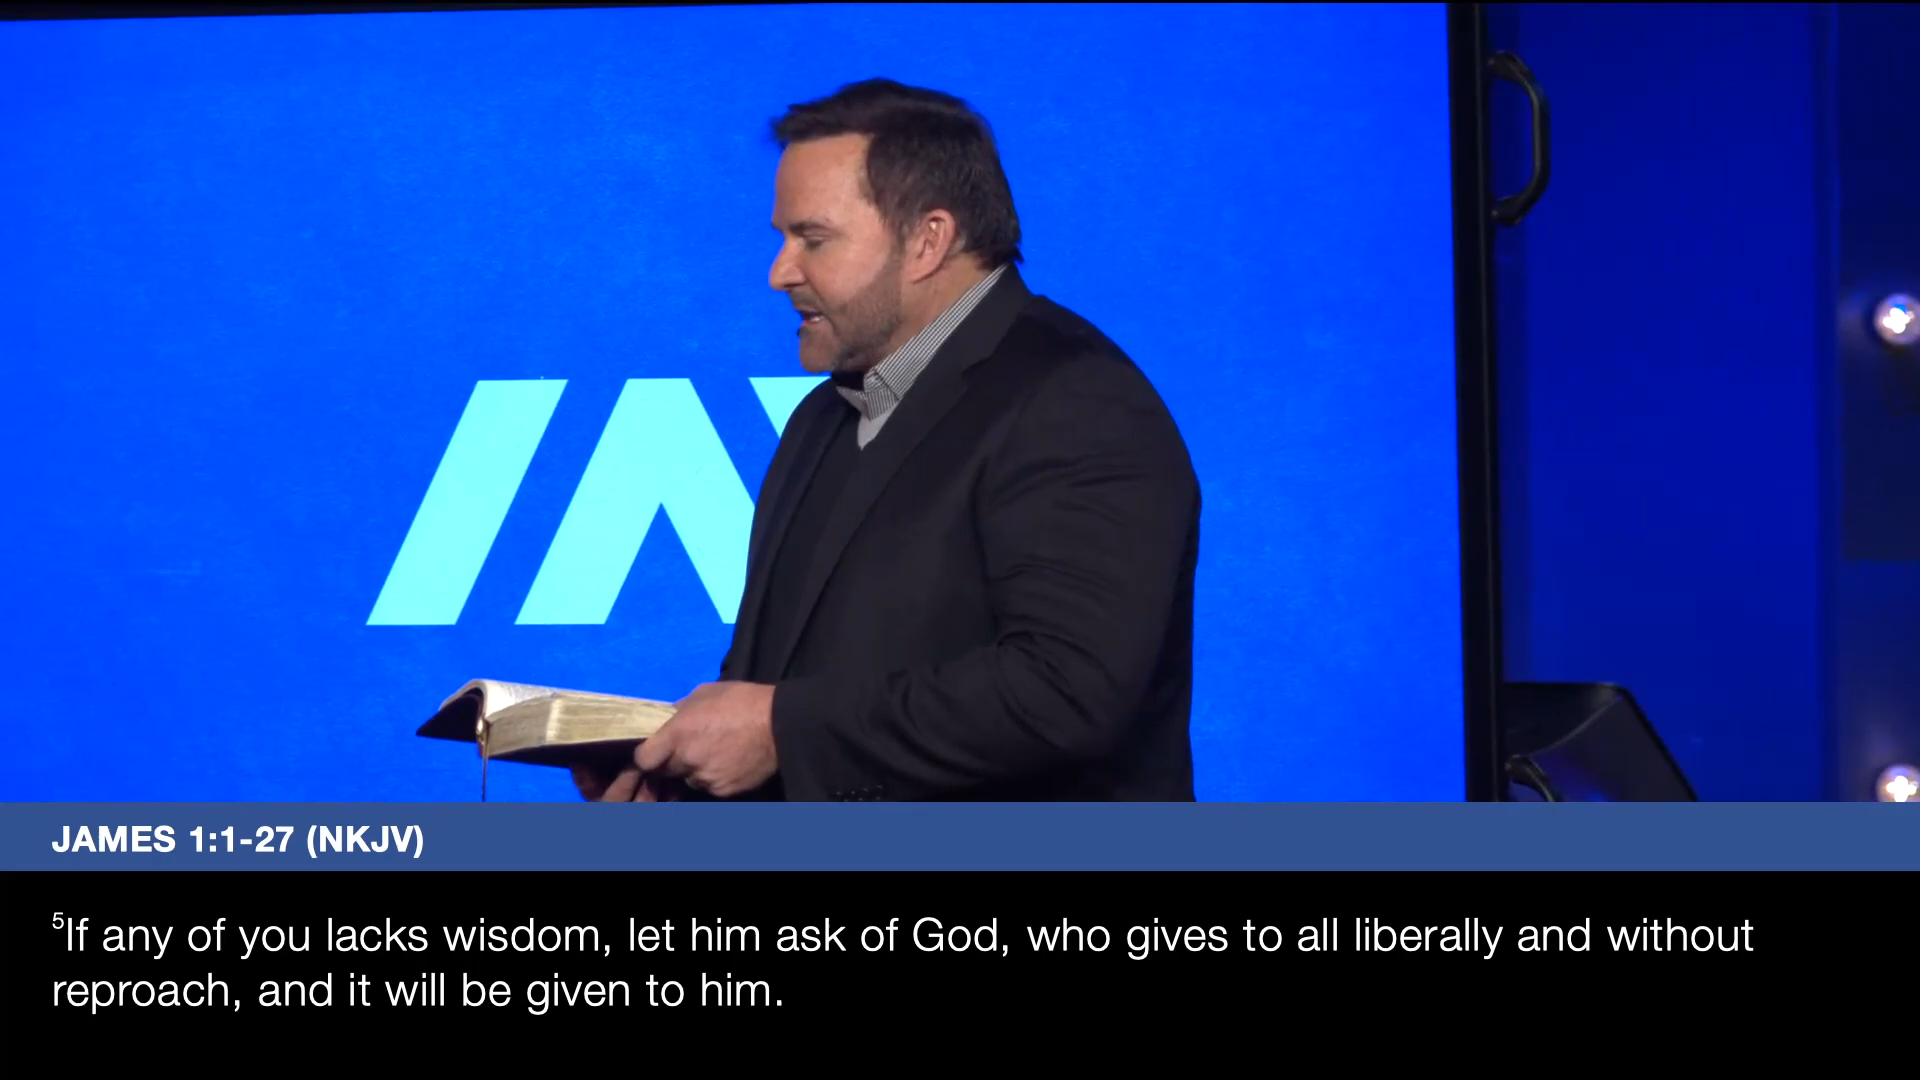 JAMES 1:1-27 (NKJV)
5If any of you lacks wisdom, let him ask of God, who gives to all liberally and without
reproach, and it will be given to him.